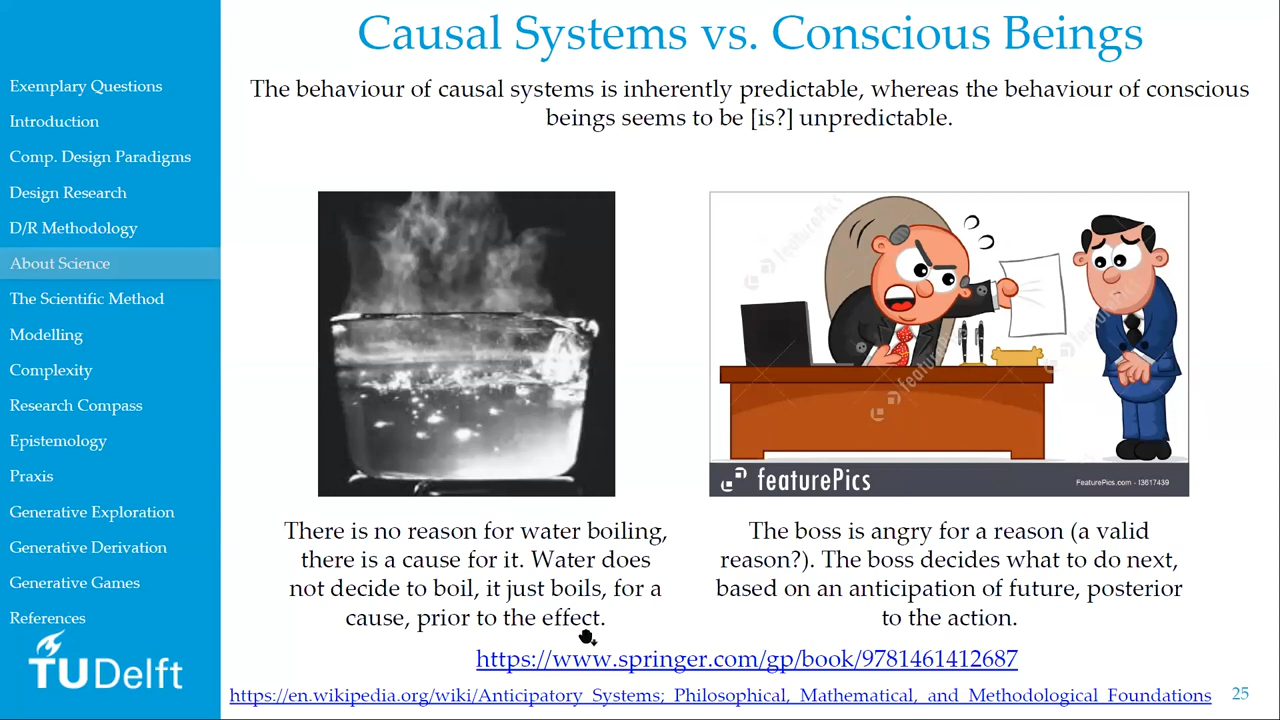 Causal Systems vs. Conscious Beings
The behaviour of causal systems is inherently predictable, whereas the behaviour of conscious
beings seems to be [is?] unpredictable.
Exemplary Questions
Introduction
Comp. Design Paradigms
Design Research
D/R Methodology
About Science
The Scientific Method
Modelling
Complexity
Research Compass
Epistemology
Praxis
Generative Exploration
Generative Derivation
Generative Games
References
TUDelft
featurePics
FeaturePics.com - I3617439
There is no reason for water boiling,
there is a cause for it. Water does
not decide to boil, it just boils, for a
cause, prior to the effect.
The boss is angry for a reason (a valid
reason?). The boss decides what to do next,
based on an anticipation of future, posterior
to the action.
https://www.springer.com/gp/book/9781461412687
https://en.wikipedia.org/wiki/Anticipatory_Systems;_Philosophical,_Mathematical,_and_Methodological_Foundations
25